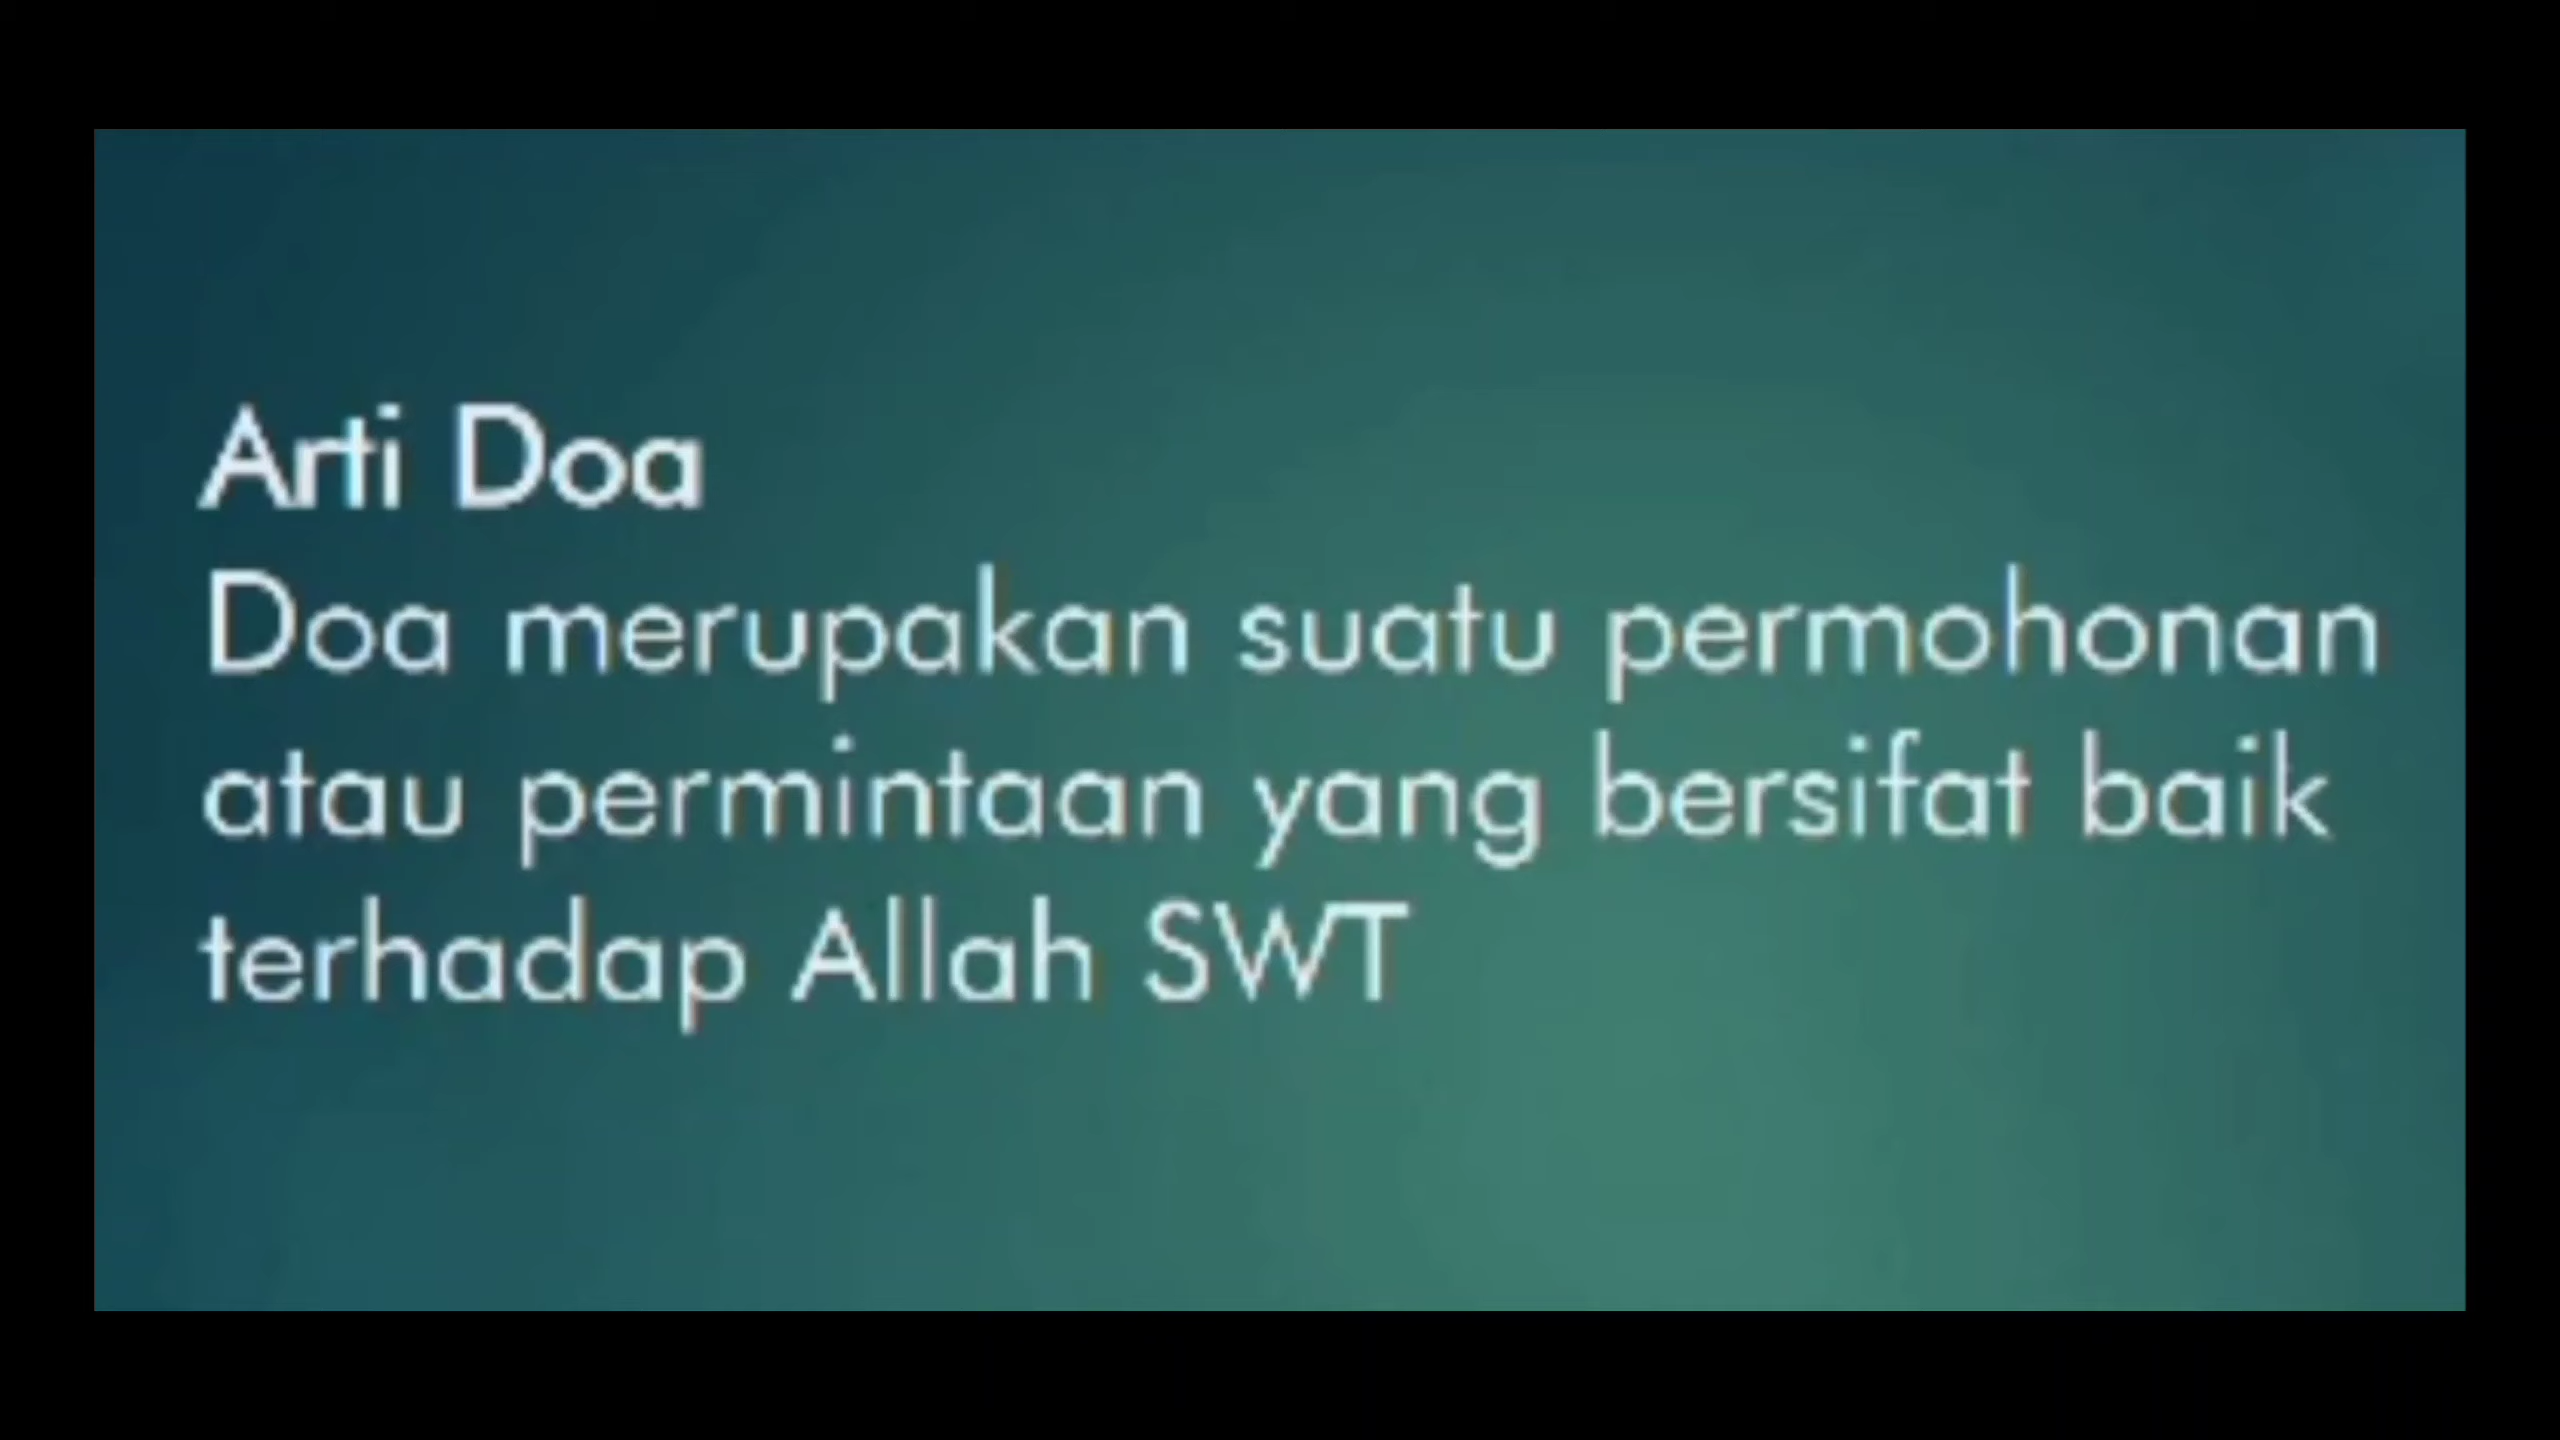 Arti Doa
Doa merupakan suatu permohonan
atau permintaan yang bersifat baik
terhadap Allah SWT